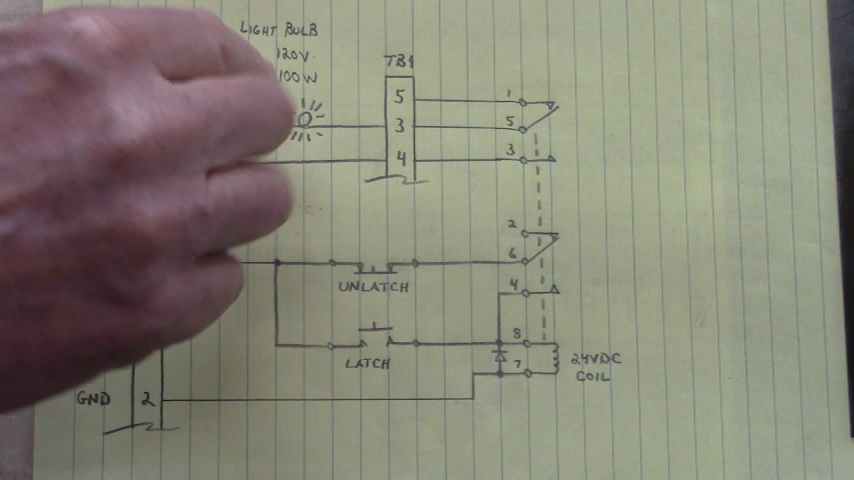 LIGHT BULB
120V.
100W
TB1
5
3
4
1
5
3
2
6
4
UNLATCH
8
7
LATCH
24VDC
COIL
GND
2